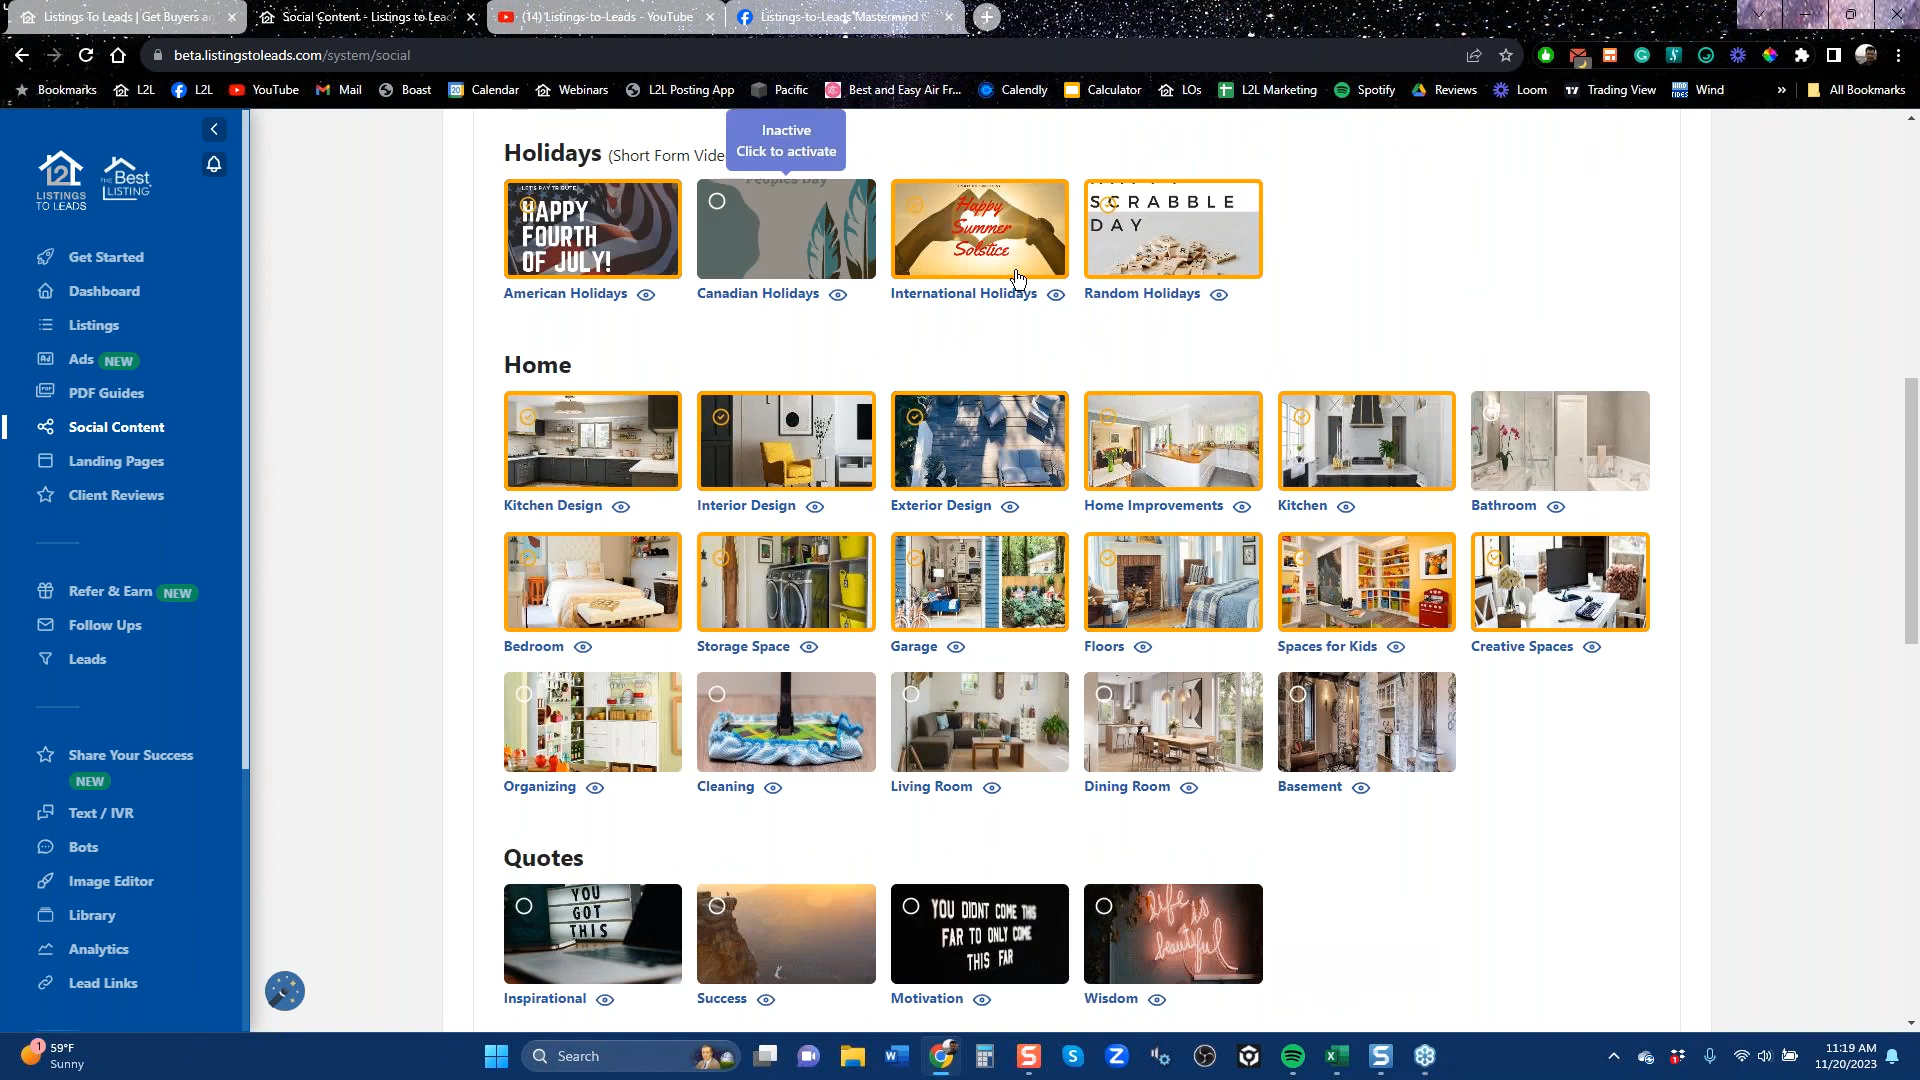 Listings To Leads | Get Buyers a
Social Content - Listings to Lea
(14) Listings-to-Leads - YouTube
Listings-to-Leads Mastermind
beta.listingstoleads.com/system/social
Bookmarks
L2L
L2L
YouTube
Mail
Boast
Calendar
Webinars
L2L Posting App
Pacific
Best and Easy Air Fr...
Calendly
Calculator
LOs
L2L Marketing
Spotify
Reviews
Loom
Trading View
Wind
»
All Bookmarks
LISTINGS
TO LEADS
THE
Best
LISTING
Get Started
Dashboard
Listings
Ads NEW
PDF Guides
Social Content
Landing Pages
Client Reviews
Refer & Earn NEW
Follow Ups
Leads
Share Your Success
NEW
Text / IVR
Bots
Image Editor
Library
Analytics
Lead Links
Inactive
Click to activate
Holidays (Short Form Vide
LET'S PAY TRIBUTE
HAPPY
FOURTH
OF JULY!
Peoples Day
Happy
Summer
Solstice
SCRABBLE
DAY
American Holidays
Canadian Holidays
International Holidays
Random Holidays
Home
Kitchen Design
Interior Design
Exterior Design
Home Improvements
Kitchen
Bathroom
Bedroom
Storage Space
Garage
Floors
Spaces for Kids
Creative Spaces
Organizing
Cleaning
Living Room
Dining Room
Basement
Quotes
YOU
GOT
THIS
YOU DIDNT COME THIS
FAR TO ONLY COME
THIS FAR
life is
beautiful
Inspirational
Success
Motivation
Wisdom
1
59°F
Sunny
Search
11:19 AM
11/20/2023